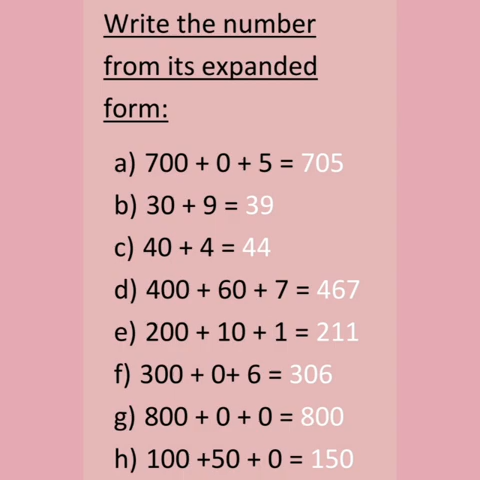 Write the number
from its expanded
form:
a) 700 + 0 + 5 = 705
b) 30 + 9 = 39
c) 40 + 4 = 44
d) 400 + 60 + 7 = 467
e) 200 + 10 + 1 = 211
f) 300 + 0+ 6 = 306
g) 800 + 0 + 0 = 800
h) 100 +50 + 0 = 150